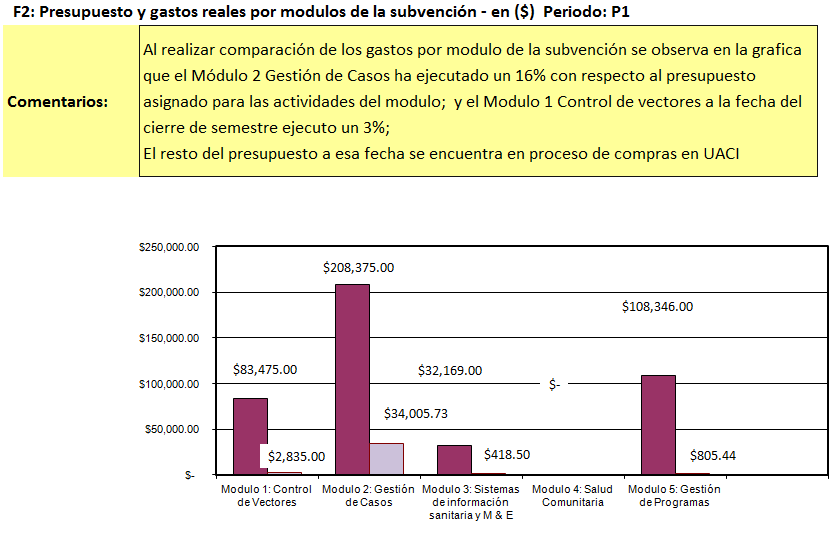 F2: Presupuesto y gastos reales por modulos de la subvención - en ($)  Periodo: P1
Comentarios:
Al realizar comparación de los gastos por modulo de la subvención se observa en la grafica
que el Módulo 2 Gestión de Casos ha ejecutado un 16% con respecto al presupuesto
asignado para las actividades del modulo;  y el Modulo 1 Control de vectores a la fecha del
cierre de semestre ejecuto un 3%;
El resto del presupuesto a esa fecha se encuentra en proceso de compras en UACI
$250,000.00
$200,000.00
$150,000.00
$100,000.00
$50,000.00
$-
$83,475.00
$2,835.00
$208,375.00
$34,005.73
$32,169.00
$418.50
$-
$108,346.00
$805.44
Modulo 1: Control
de Vectores
Modulo 2: Gestión
de Casos
Modulo 3: Sistemas
de información
sanitaria y M & E
Modulo 4: Salud
Comunitaria
Modulo 5: Gestión
de Programas